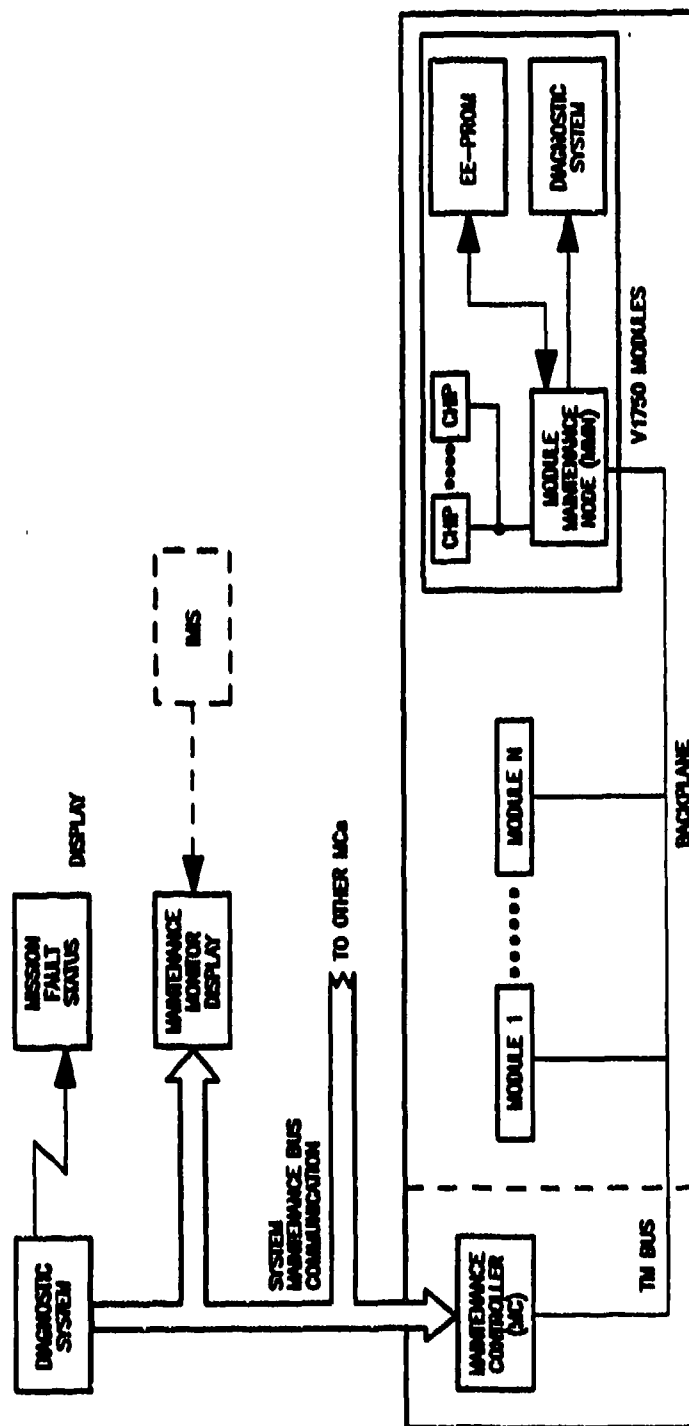 DIAGNOSTIC
SYSTEM
MISSION
FAULT
STATUS
DISPLAY
MAINTENANCE
MONITOR
DISPLAY
IMIS
SYSTEM
MAINTENANCE BUS
COMMUNICATION
TO OTHER MCs
MAINTENANCE
CONTROLLER
(MC)
TM BUS
MODULE 1
MODULE N
BACKPLANE
CHIP
CHIP
EE-PROM
MODULE
MAINTENANCE
NODE (MMN)
DIAGNOSTIC
SYSTEM
V1750 MODULES